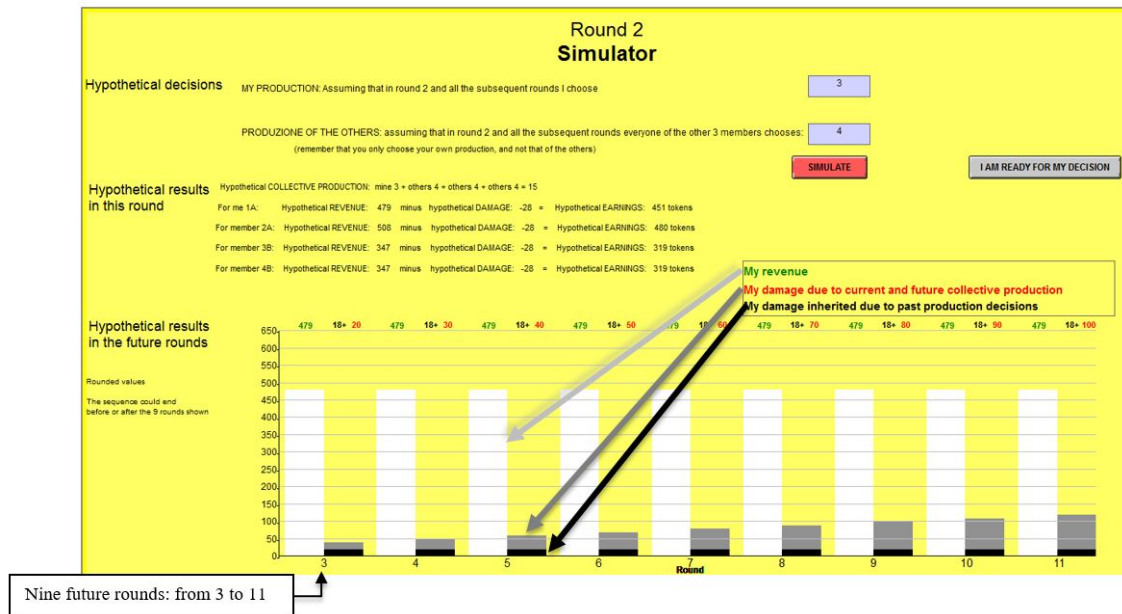 Round 2
Simulator
Hypothetical decisions
MY PRODUCTION: Assuming that in round 2 and all the subsequent rounds I choose
3
PRODUZIONE OF THE OTHERS: assuming that in round 2 and all the subsequent rounds everyone of the other 3 members chooses:
4
(remember that you only choose your own production, and not that of the others)
SIMULATE
I AM READY FOR MY DECISION
Hypothetical results
in this round
Hypothetical COLLECTIVE PRODUCTION: mine 3 + others 4 + others 4 + others 4 = 15
For me 1A: Hypothetical REVENUE: 479 minus hypothetical DAMAGE: -28 = Hypothetical EARNINGS: 451 tokens
For member 2A: Hypothetical REVENUE: 508 minus hypothetical DAMAGE: -28 = Hypothetical EARNINGS: 480 tokens
For member 3B: Hypothetical REVENUE: 347 minus hypothetical DAMAGE: -28 = Hypothetical EARNINGS: 319 tokens
For member 4B: Hypothetical REVENUE: 347 minus hypothetical DAMAGE: -28 = Hypothetical EARNINGS: 319 tokens
My revenue
My damage due to current and future collective production
My damage inherited due to past production decisions
Hypothetical results
in the future rounds
Rounded values
The sequence could end
before or after the 9 rounds shown
479 18+ 20 479 18+ 30 479 18+ 40 479 18+ 50 479 18+ 60 479 18+ 70 479 18+ 80 479 18+ 90 479 18+ 100
650
600
550
500
450
400
350
300
250
200
150
100
50
0
3 4 5 6 7 8 9 10 11
Round
Nine future rounds: from 3 to 11